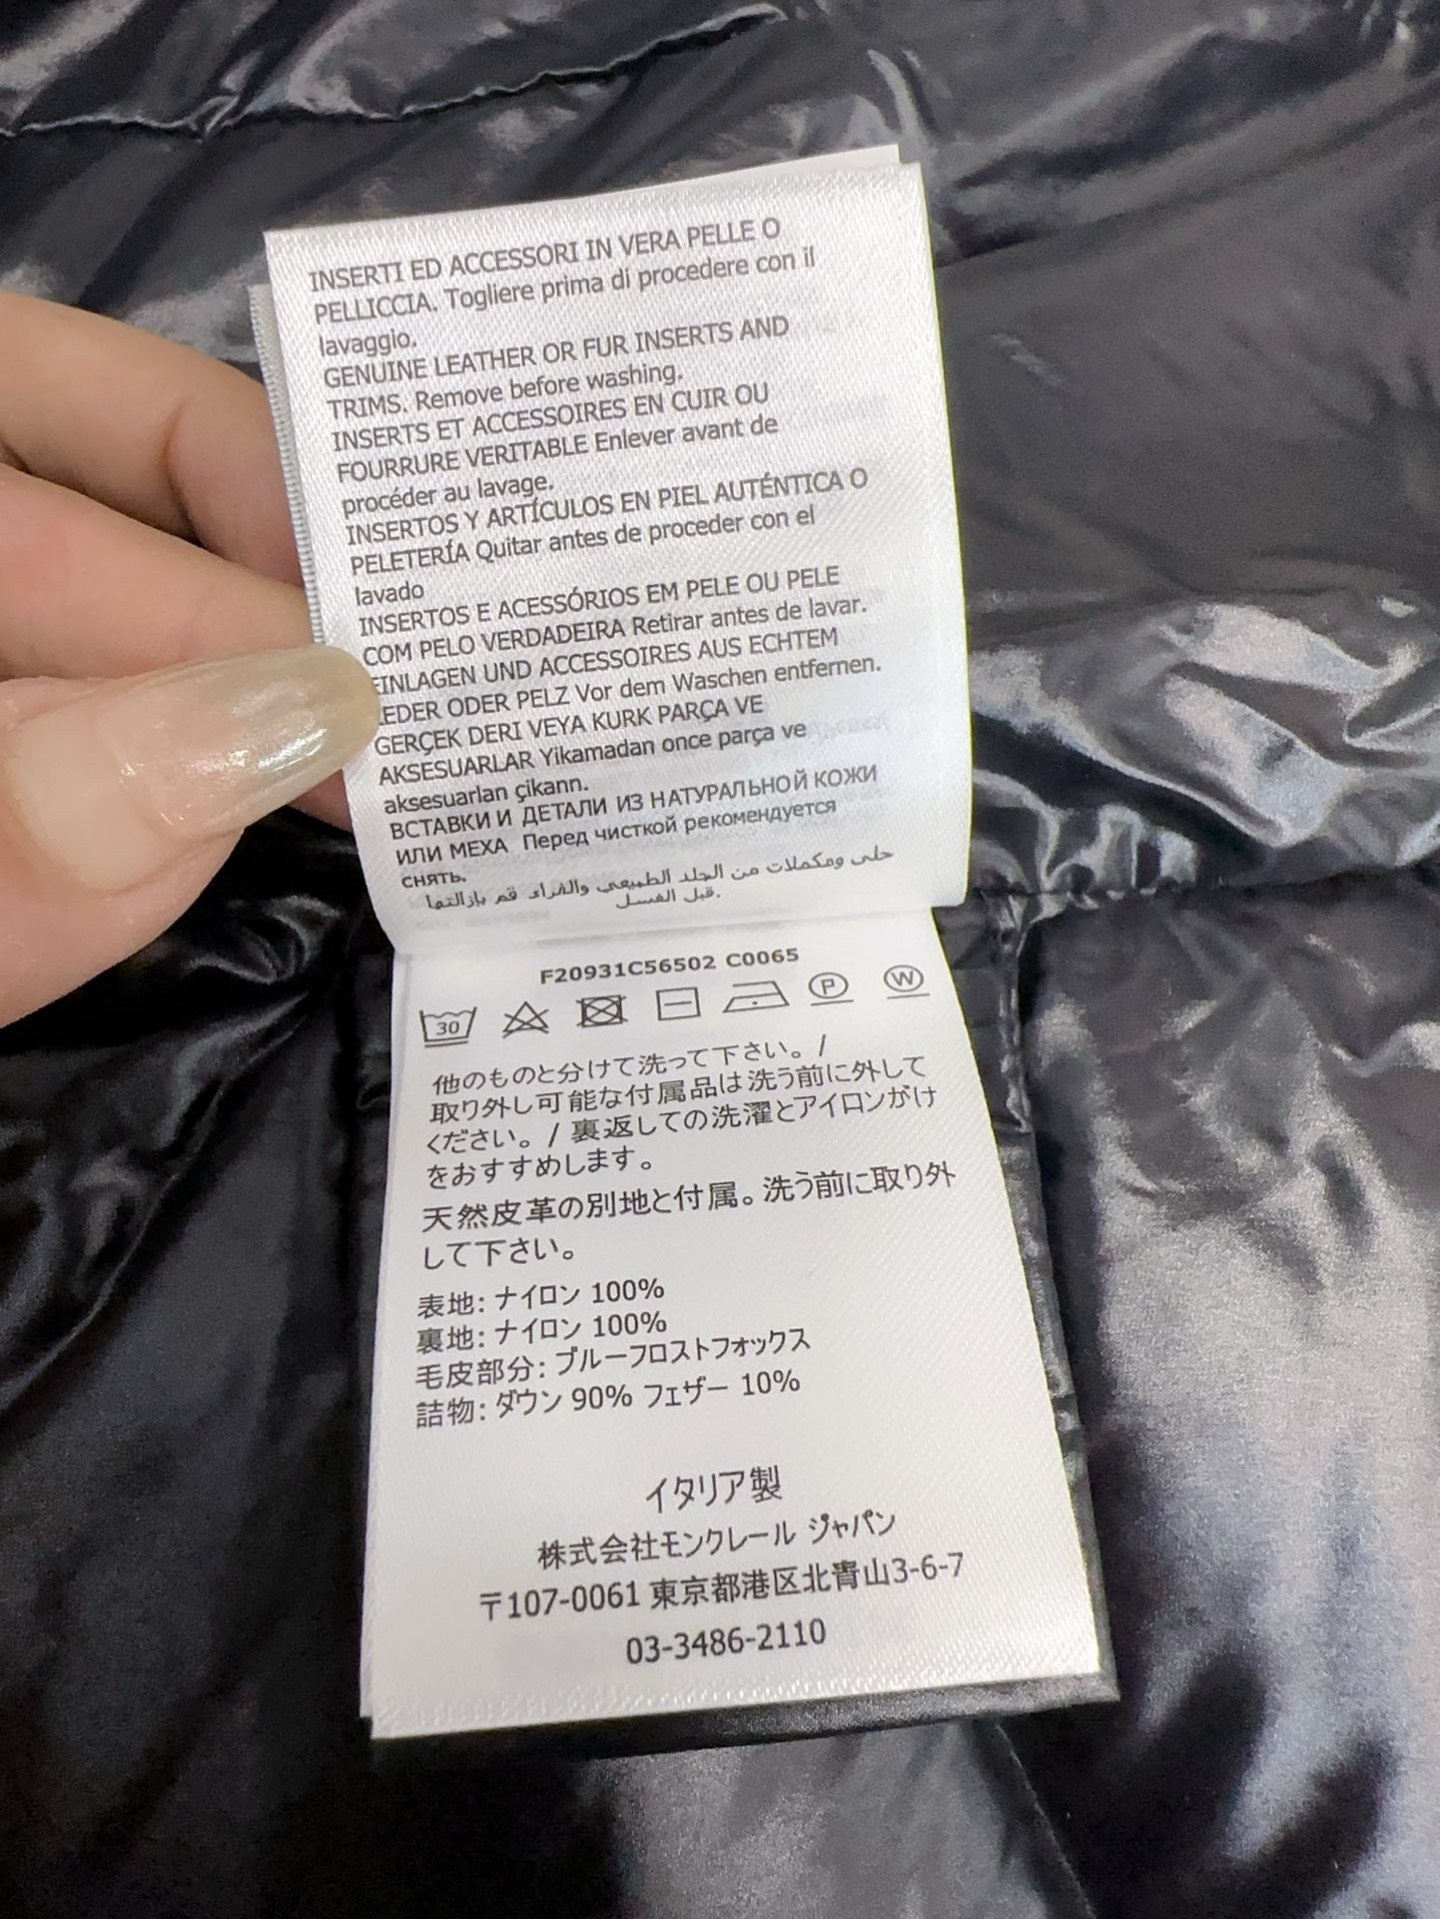 INSERTI ED ACCESSORI IN VERA PELLE O
PELLICCIA. Togliere prima di procedere con il
lavaggio.
GENUINE LEATHER OR FUR INSERTS AND
TRIMS. Remove before washing.
INSERTS ET ACCESSOIRES EN CUIR OU
FOURRURE VERITABLE Enlever avant de
procéder au lavage.
INSERTOS Y ARTÍCULOS EN PIEL AUTÉNTICA O
PELETERÍA Quitar antes de proceder con el
lavado
INSERTOS E ACESSÓRIOS EM PELE OU PELE
COM PELO VERDADEIRA Retirar antes de lavar.
EINLAGEN UND ACCESSOIRES AUS ECHTEM
LEDER ODER PELZ Vor dem Waschen entfernen.
GERÇEK DERI VEYA KURK PARÇA VE
AKSESUARLAR Yikamadan once parça ve
aksesuarlan çikann.
ВСТАВКИ И ДЕТАЛИ ИЗ НАТУРАЛЬНОЙ КОЖИ
ИЛИ МЕХА Перед чисткой рекомендуется
снять.
حلى ومكملات من الجلد الطبيعي والفراء قم بإزالتها
قبل الغسل.
F20931C56502 C0065
30 P W
他のものと分けて洗って下さい。/
取り外し可能な付属品は洗う前に外して
ください。/ 裏返しての洗濯とアイロンがけ
をおすすめします。
天然皮革の別地と付属。洗う前に取り外
して下さい。
表地: ナイロン 100%
裏地: ナイロン 100%
毛皮部分: ブルーフロストフォックス
詰物: ダウン 90% フェザー 10%
イタリア製
株式会社モンクレール ジャパン
〒107-0061 東京都港区北青山3-6-7
03-3486-2110